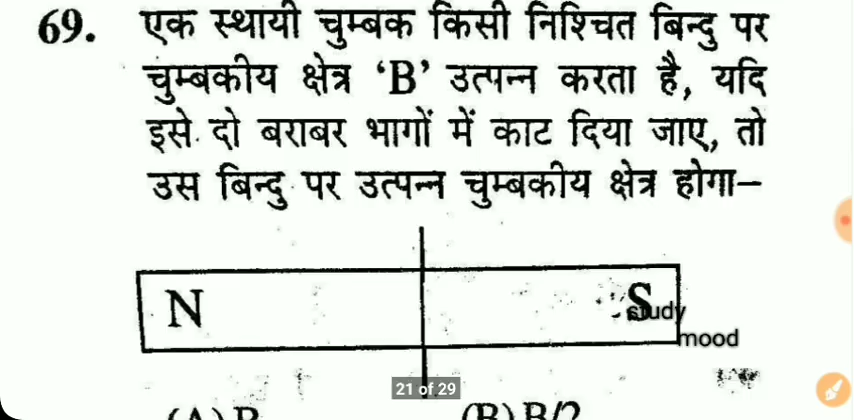 69. एक स्थायी चुम्बक किसी निश्चित बिन्दु पर
चुम्बकीय क्षेत्र ‘B’ उत्पन्न करता है, यदि
इसे दो बराबर भागों में काट दिया जाए, तो
उस बिन्दु पर उत्पन्न चुम्बकीय क्षेत्र होगा–
N S
study
mood
21 of 29
(A) B (B) B/2